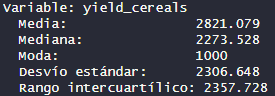 Variable: yield_cereals
Media: 2821.079
Mediana: 2273.528
Moda: 1000
Desvío estándar: 2306.648
Rango intercuartílico: 2357.728